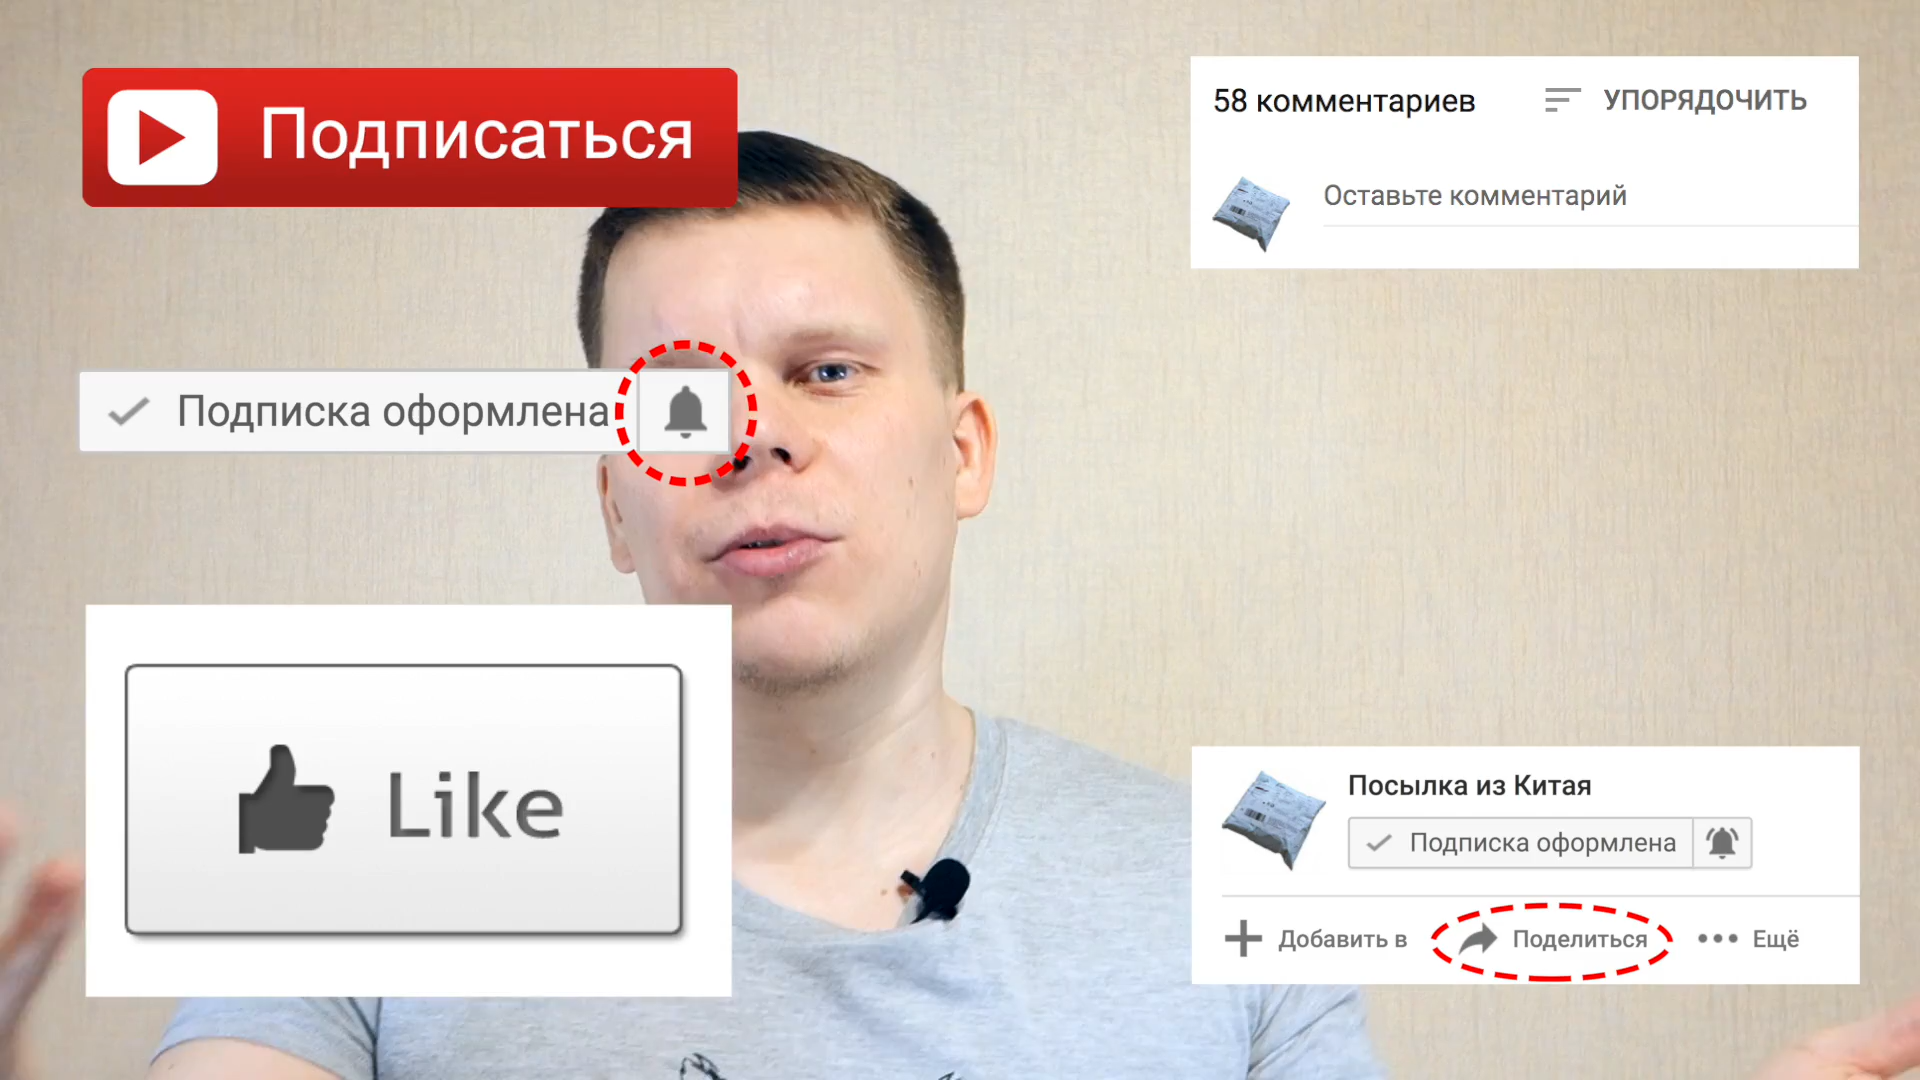 Подписаться
58 комментариев
УПОРЯДОЧИТЬ
Оставьте комментарий
Подписка оформлена
Like
Посылка из Китая
Подписка оформлена
Добавить в
Поделиться
Ещё